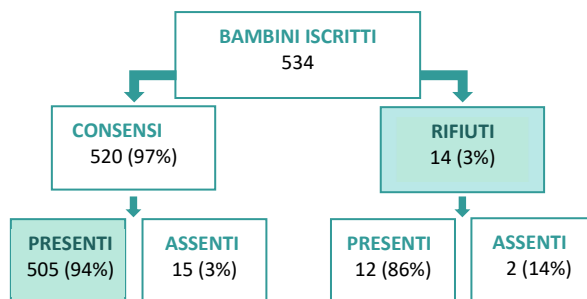 BAMBINI ISCRITTI
534
CONSENSI
520 (97%)
RIFIUTI
14 (3%)
PRESENTI
505 (94%)
ASSENTI
15 (3%)
PRESENTI
12 (86%)
ASSENTI
2 (14%)